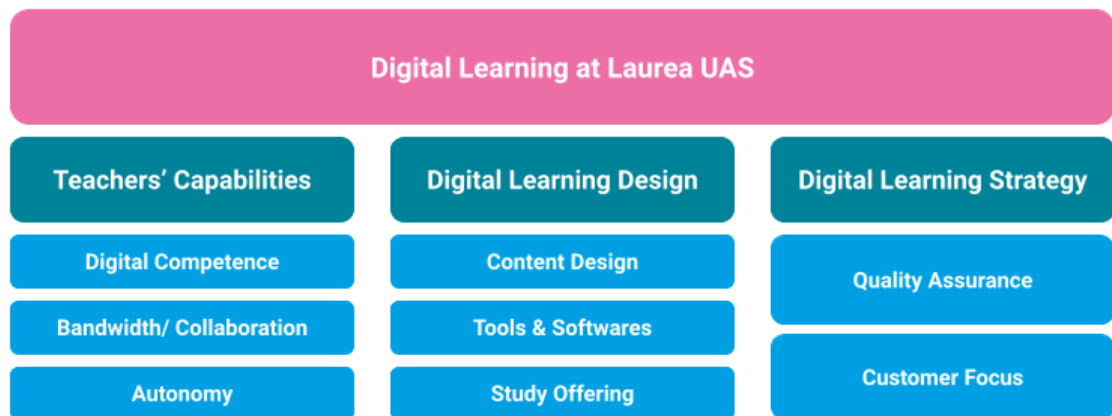 Digital Learning at Laurea UAS
Teachers’ Capabilities
Digital Competence
Bandwidth/ Collaboration
Autonomy
Digital Learning Design
Content Design
Tools & Softwares
Study Offering
Digital Learning Strategy
Quality Assurance
Customer Focus